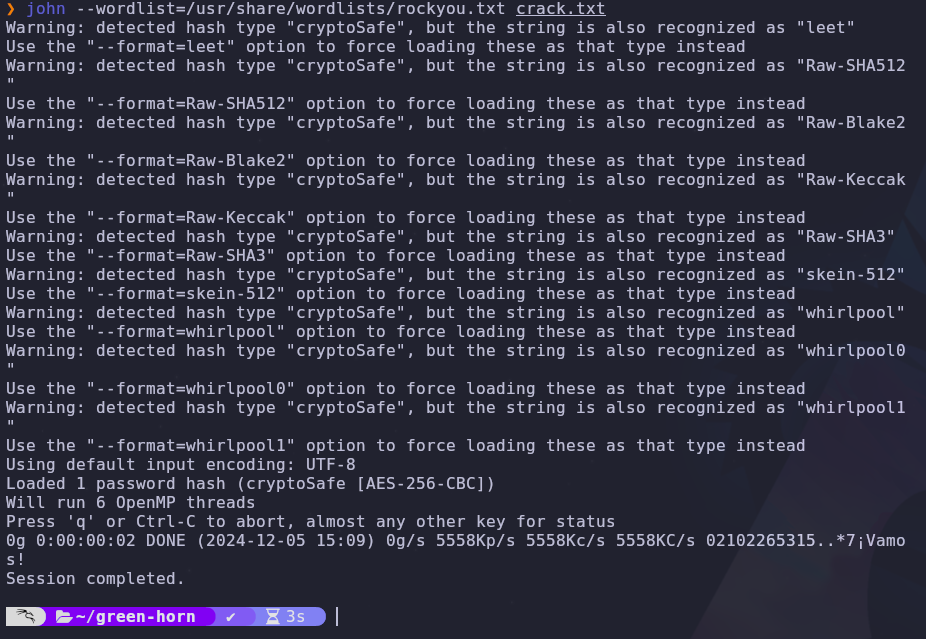 ❯ john --wordlist=/usr/share/wordlists/rockyou.txt crack.txt
Warning: detected hash type "cryptoSafe", but the string is also recognized as "leet"
Use the "--format=leet" option to force loading these as that type instead
Warning: detected hash type "cryptoSafe", but the string is also recognized as "Raw-SHA512
"
Use the "--format=Raw-SHA512" option to force loading these as that type instead
Warning: detected hash type "cryptoSafe", but the string is also recognized as "Raw-Blake2
"
Use the "--format=Raw-Blake2" option to force loading these as that type instead
Warning: detected hash type "cryptoSafe", but the string is also recognized as "Raw-Keccak
"
Use the "--format=Raw-Keccak" option to force loading these as that type instead
Warning: detected hash type "cryptoSafe", but the string is also recognized as "Raw-SHA3"
Use the "--format=Raw-SHA3" option to force loading these as that type instead
Warning: detected hash type "cryptoSafe", but the string is also recognized as "skein-512"
Use the "--format=skein-512" option to force loading these as that type instead
Warning: detected hash type "cryptoSafe", but the string is also recognized as "whirlpool"
Use the "--format=whirlpool" option to force loading these as that type instead
Warning: detected hash type "cryptoSafe", but the string is also recognized as "whirlpool0
"
Use the "--format=whirlpool0" option to force loading these as that type instead
Warning: detected hash type "cryptoSafe", but the string is also recognized as "whirlpool1
"
Use the "--format=whirlpool1" option to force loading these as that type instead
Using default input encoding: UTF-8
Loaded 1 password hash (cryptoSafe [AES-256-CBC])
Will run 6 OpenMP threads
Press 'q' or Ctrl-C to abort, almost any other key for status
0g 0:00:00:02 DONE (2024-12-05 15:09) 0g/s 5558Kp/s 5558Kc/s 5558KC/s 02102265315..*7¡Vamo
s!
Session completed.
~/green-horn ✔ 3s